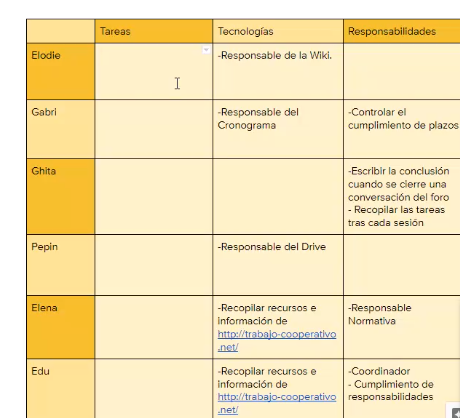 Tareas
Tecnologías
Responsabilidades
Elodie
-Responsable de la Wiki.
Gabri
-Responsable del
Cronograma
-Controlar el
cumplimiento de plazos
Ghita
-Escribir la conclusión
cuando se cierre una
conversación del foro
- Recopilar las tareas
tras cada sesión
Pepin
-Responsable del Drive
Elena
-Recopilar recursos e
información de
http://trabajo-cooperativo
.net/
-Responsable
Normativa
Edu
-Recopilar recursos e
información de
http://trabajo-cooperativo
.net/
-Coordinador
- Cumplimiento de
responsabilidades